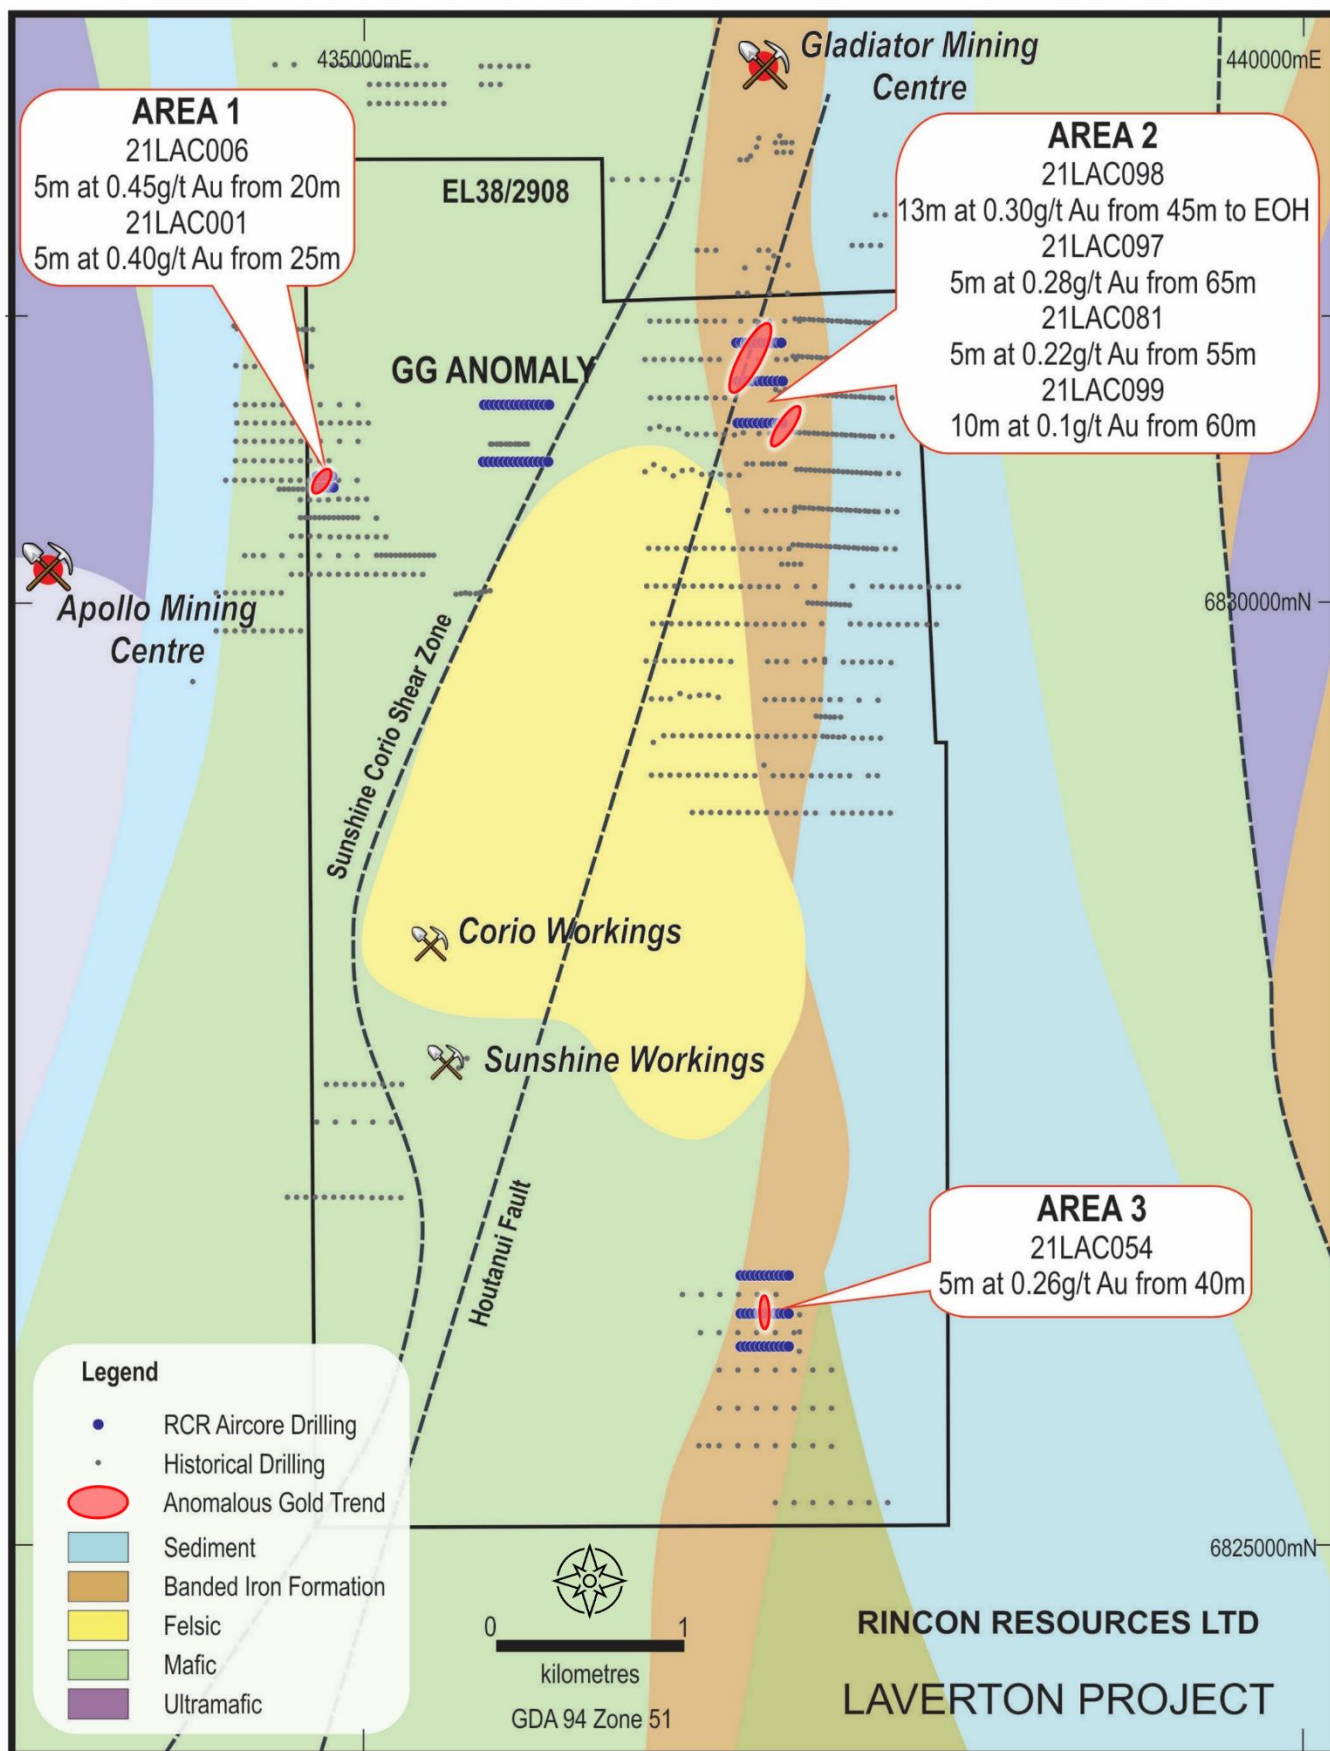 435000mE
440000mE
Gladiator Mining
Centre
AREA 1
21LAC006
5m at 0.45g/t Au from 20m
21LAC001
5m at 0.40g/t Au from 25m
EL38/2908
AREA 2
21LAC098
13m at 0.30g/t Au from 45m to EOH
21LAC097
5m at 0.28g/t Au from 65m
21LAC081
5m at 0.22g/t Au from 55m
21LAC099
10m at 0.1g/t Au from 60m
GG ANOMALY
Apollo Mining
Centre
6830000mN
Sunshine Corio Shear Zone
Corio Workings
Sunshine Workings
Houtanui Fault
AREA 3
21LAC054
5m at 0.26g/t Au from 40m
Legend
RCR Aircore Drilling
Historical Drilling
Anomalous Gold Trend
Sediment
Banded Iron Formation
Felsic
Mafic
Ultramafic
6825000mN
0 1
kilometres
GDA 94 Zone 51
RINCON RESOURCES LTD
LAVERTON PROJECT